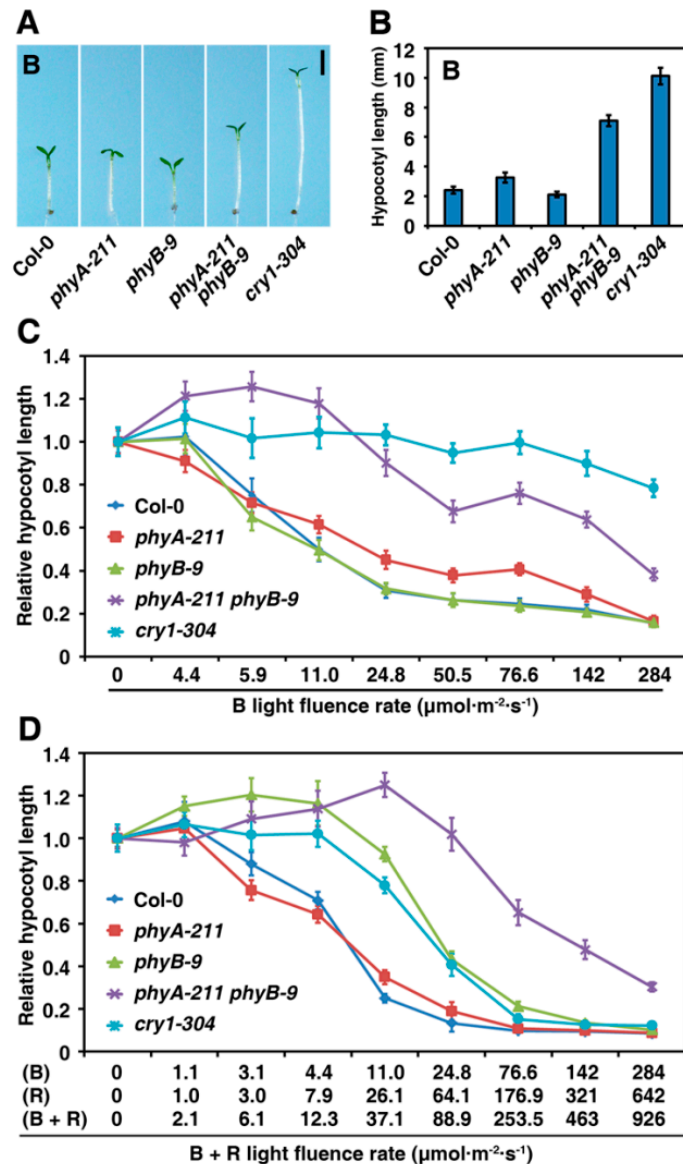 A
B
Col-0
phyA-211
phyB-9
phyA-211
phyB-9
cry1-304
B
Hypocotyl length (mm)
12
10
8
6
4
2
0
B
Col-0
phyA-211
phyB-9
phyA-211
phyB-9
cry1-304
C
Relative hypocotyl length
1.4
1.2
1.0
0.8
0.6
0.4
0.2
0
Col-0
phyA-211
phyB-9
phyA-211 phyB-9
cry1-304
0 4.4 5.9 11.0 24.8 50.5 76.6 142 284
B light fluence rate (μmol·m⁻²·s⁻¹)
D
Relative hypocotyl length
1.4
1.2
1.0
0.8
0.6
0.4
0.2
0
Col-0
phyA-211
phyB-9
phyA-211 phyB-9
cry1-304
(B) 0 1.1 3.1 4.4 11.0 24.8 76.6 142 284
(R) 0 1.0 3.0 7.9 26.1 64.1 176.9 321 642
(B + R) 0 2.1 6.1 12.3 37.1 88.9 253.5 463 926
B + R light fluence rate (μmol·m⁻²·s⁻¹)